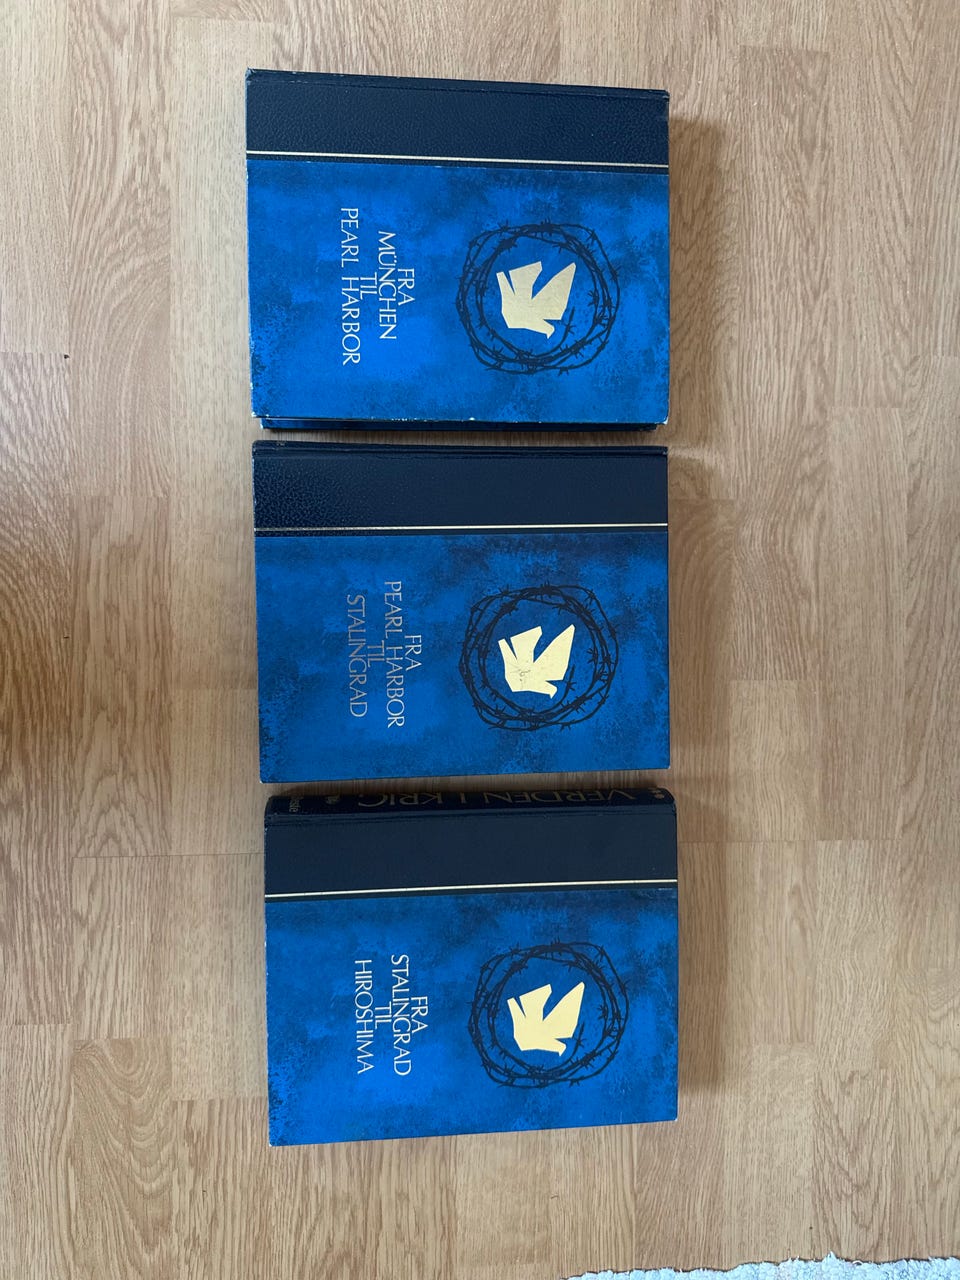 FRA
MÜNCHEN
TIL
PEARL HARBOR
FRA
PEARL HARBOR
TIL
STALINGRAD
VERDEN I KRIG
FRA
STALINGRAD
TIL
HIROSHIMA